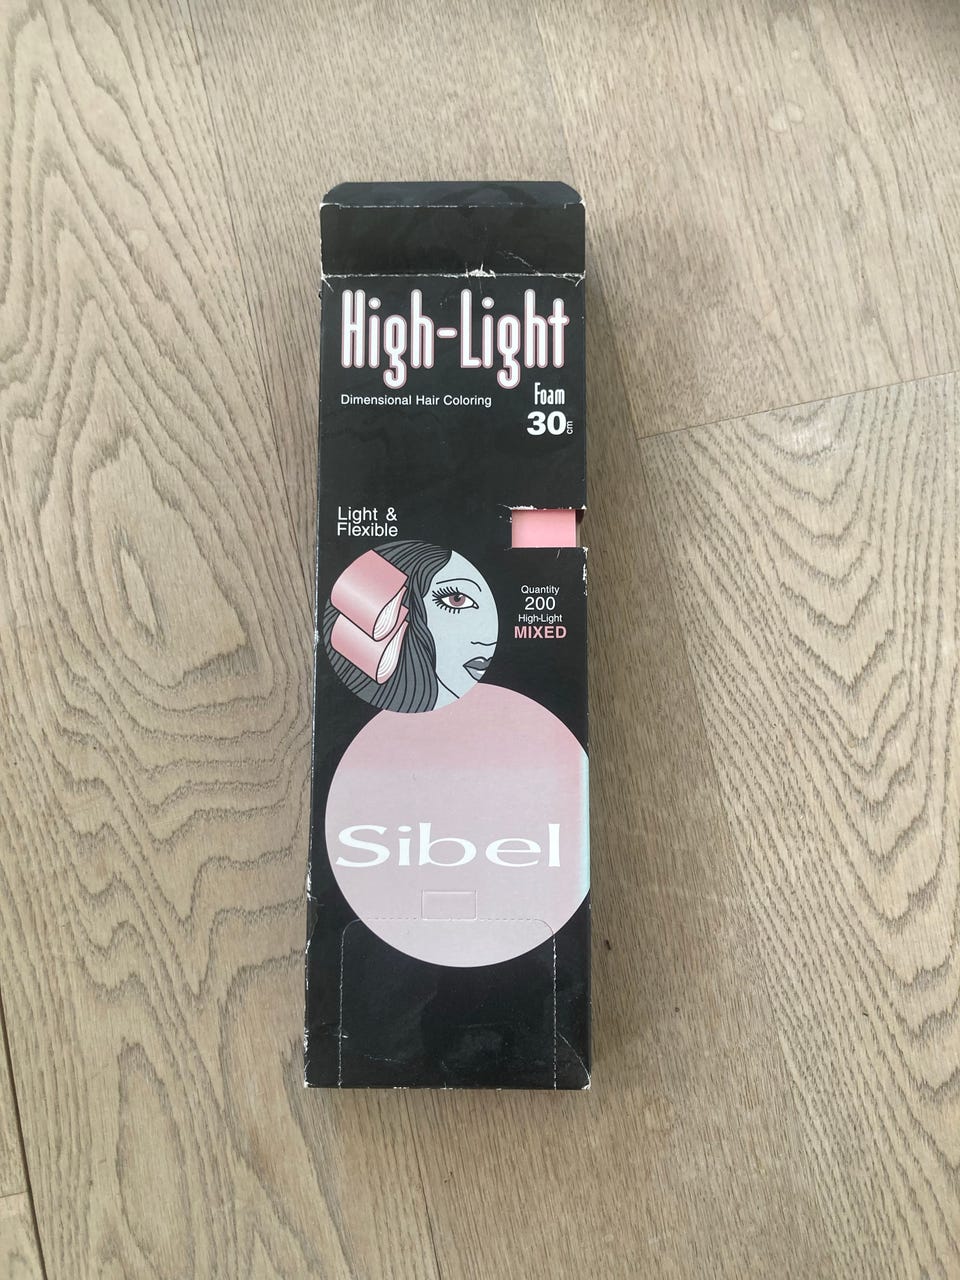 High-Light
Dimensional Hair Coloring
Foam
30cm
Light &
Flexible
Quantity
200
High-Light
MIXED
Sibel